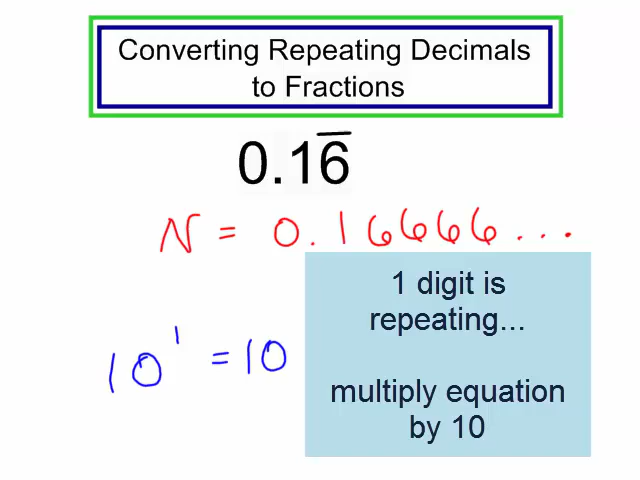 Converting Repeating Decimals
to Fractions
0.16̅
N = 0.16666...
1 digit is
repeating...
10¹ = 10
multiply equation
by 10